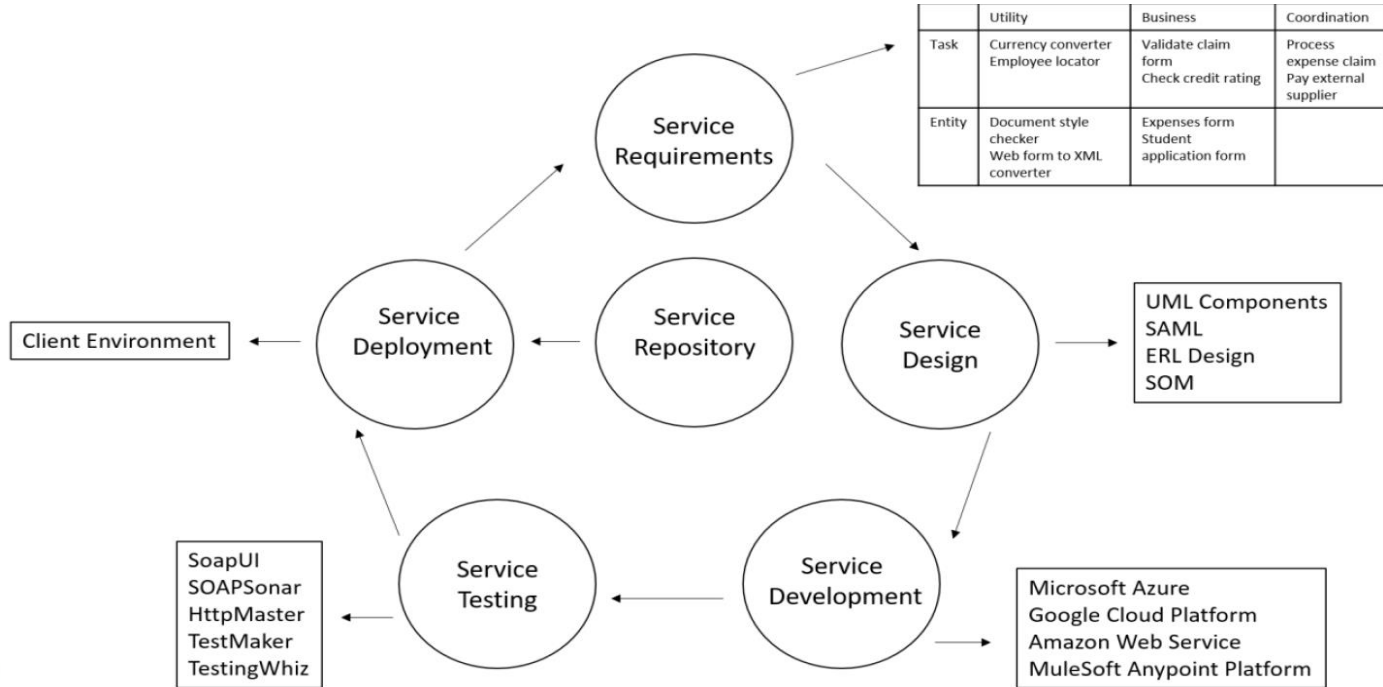 Utility
Business
Coordination
Task
Currency converter
Employee locator
Validate claim
form
Check credit rating
Process
expense claim
Pay external
supplier
Entity
Document style
checker
Web form to XML
converter
Expenses form
Student
application form
Service
Requirements
Service
Deployment
Service
Repository
Service
Design
Client Environment
UML Components
SAML
ERL Design
SOM
Service
Testing
Service
Development
SoapUI
SOAPSonar
HttpMaster
TestMaker
TestingWhiz
Microsoft Azure
Google Cloud Platform
Amazon Web Service
MuleSoft Anypoint Platform